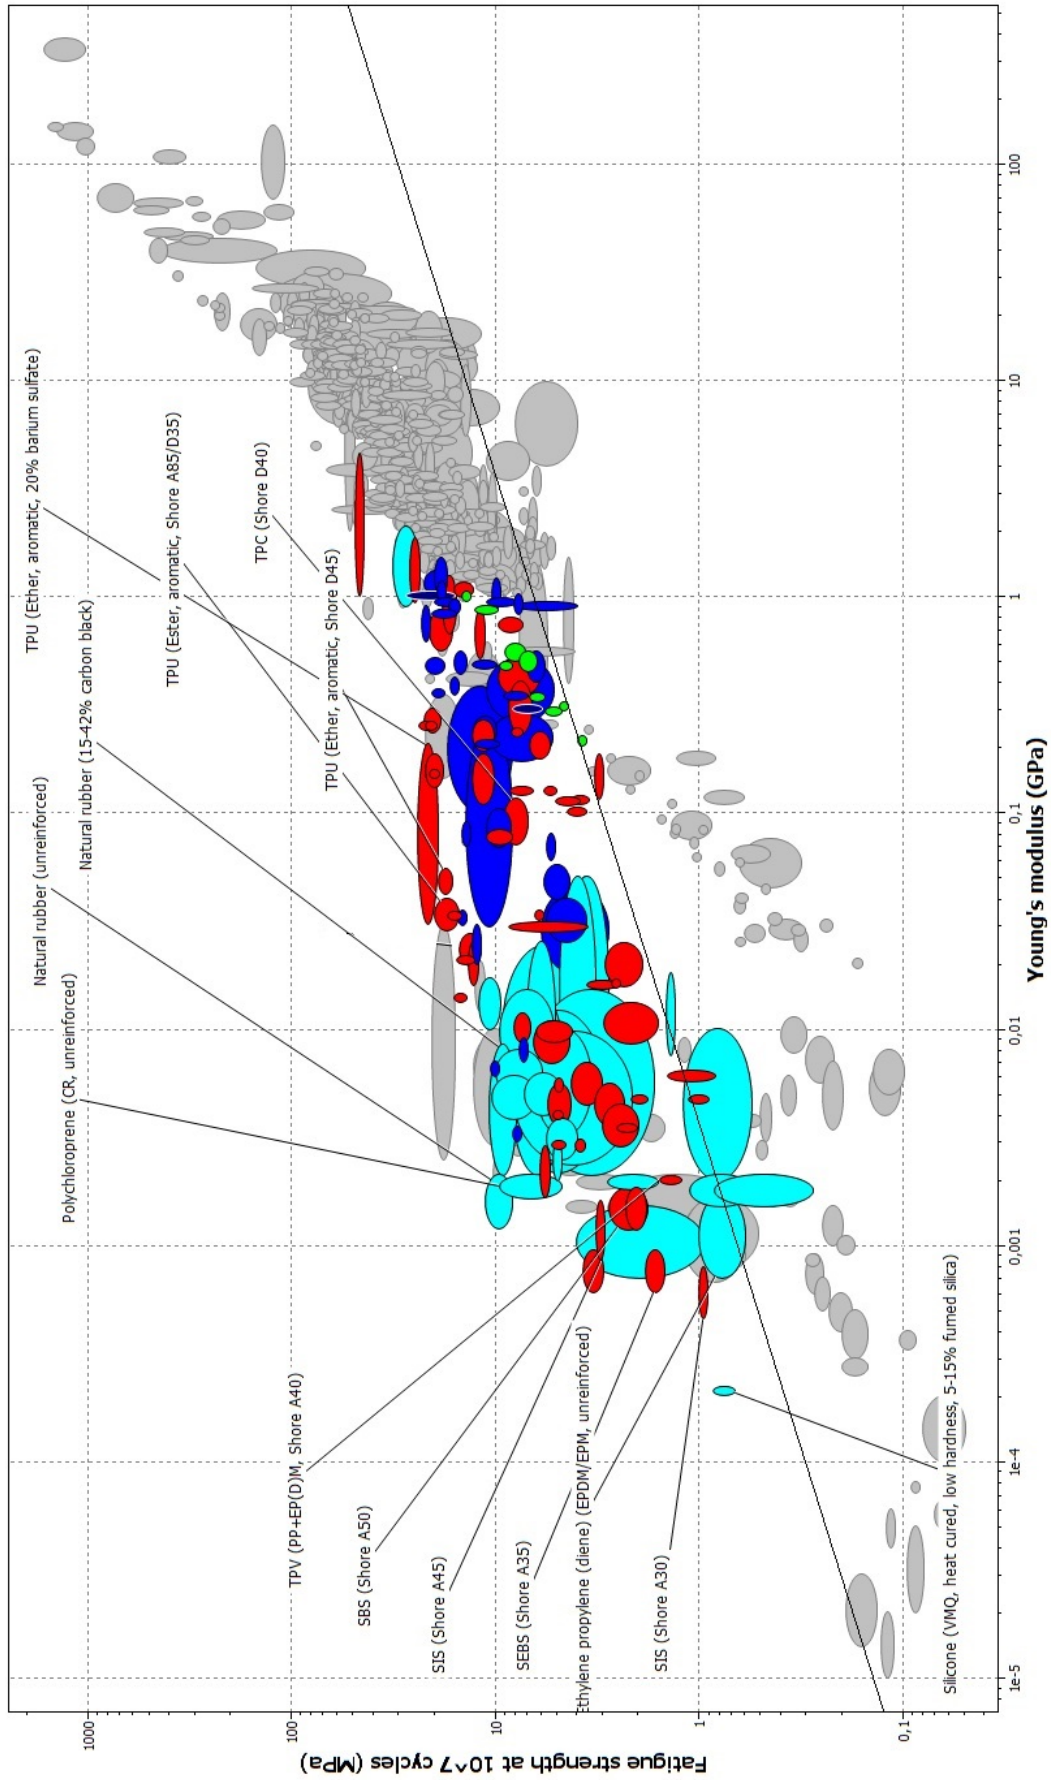 TPU (Ether, aromatic, 20% barium sulfate)
TPU (Ester, aromatic, Shore A85/D35)
TPC (Shore D40)
TPU (Ether, aromatic, Shore D45)
Natural rubber (15-42% carbon black)
Natural rubber (unreinforced)
Polychloroprene (CR, unreinforced)
TPV (PP+EP(D)M, Shore A40)
SBS (Shore A50)
SIS (Shore A45)
SEBS (Shore A35)
Ethylene propylene (diene) (EPDM/EPM, unreinforced)
SIS (Shore A30)
Silicone (VMQ, heat cured, low hardness, 5-15% fumed silica)
Fatigue strength at 10^7 cycles (MPa)
1000
100
10
1
0,1
1e-5
1e-4
0,001
0,01
0,1
1
10
100
Young's modulus (GPa)